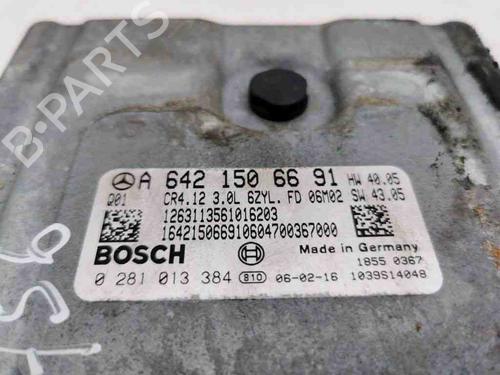 B-PARTS
A 642 150 66 91 HW 40.05
Q01 CR4.12 3.0L 6ZYL. FD 06M02 SW 43.05
1263113561016203
16421506691060470036​7000
BOSCH Made in Germany
1855 0367
0 281 013 384 810 06-02-16 1039S14048